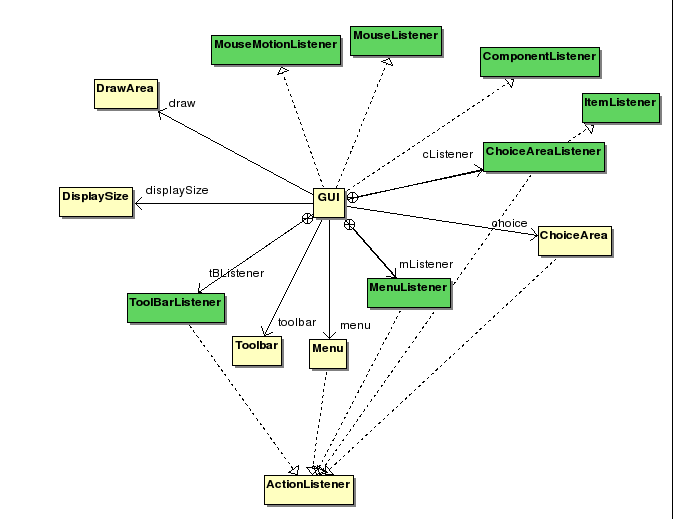 MouseListener
MouseMotionListener
ComponentListener
DrawArea
draw
ItemListener
cListener
ChoiceAreaListener
DisplaySize
displaySize
GUI
choice
ChoiceArea
tBListener
mListener
MenuListener
ToolBarListener
toolbar
menu
Toolbar
Menu
ActionListener